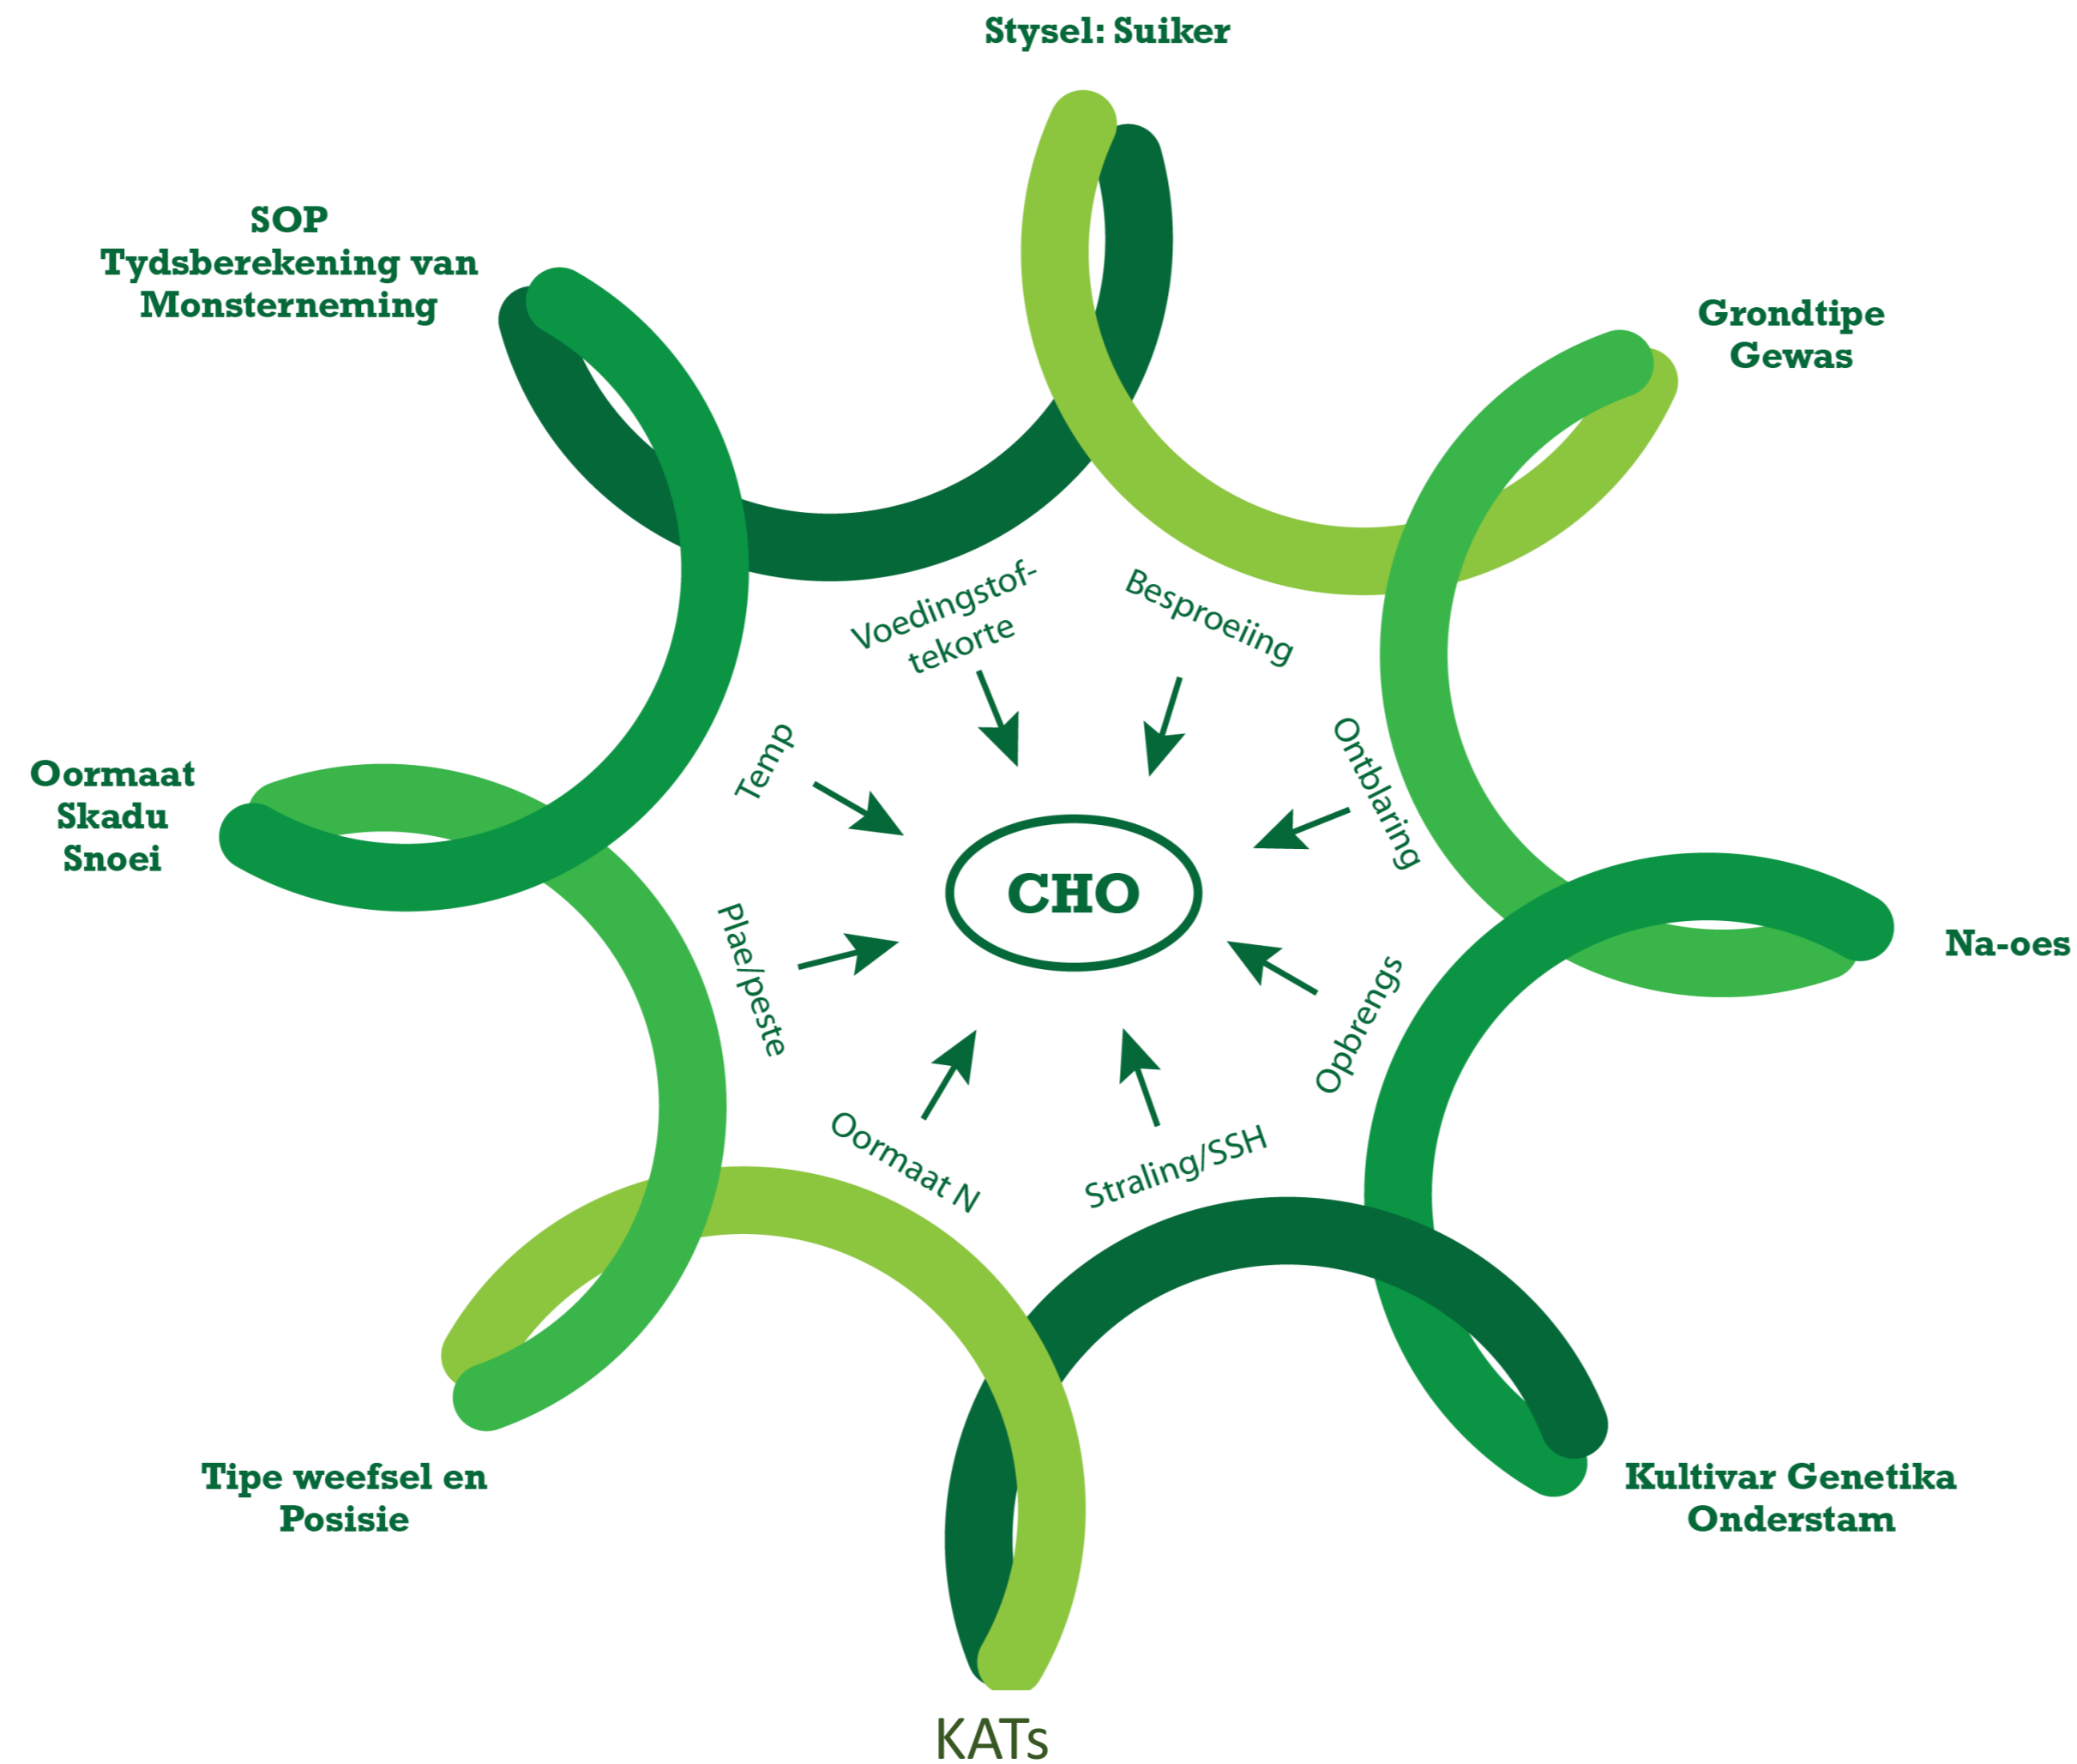 Stysel: Suiker
SOP
Tydsberekening van
Monsterneming
Grondtipe
Gewas
Voedingstof-
tekorte
Besproeiing
Temp
Ontblaring
Oormaat
Skadu
Snoei
CHO
Na-oes
Plae/peste
Opbrengs
Oormaat N
Straling/SSH
Tipe weefsel en
Posisie
Kultivar Genetika
Onderstam
KATs